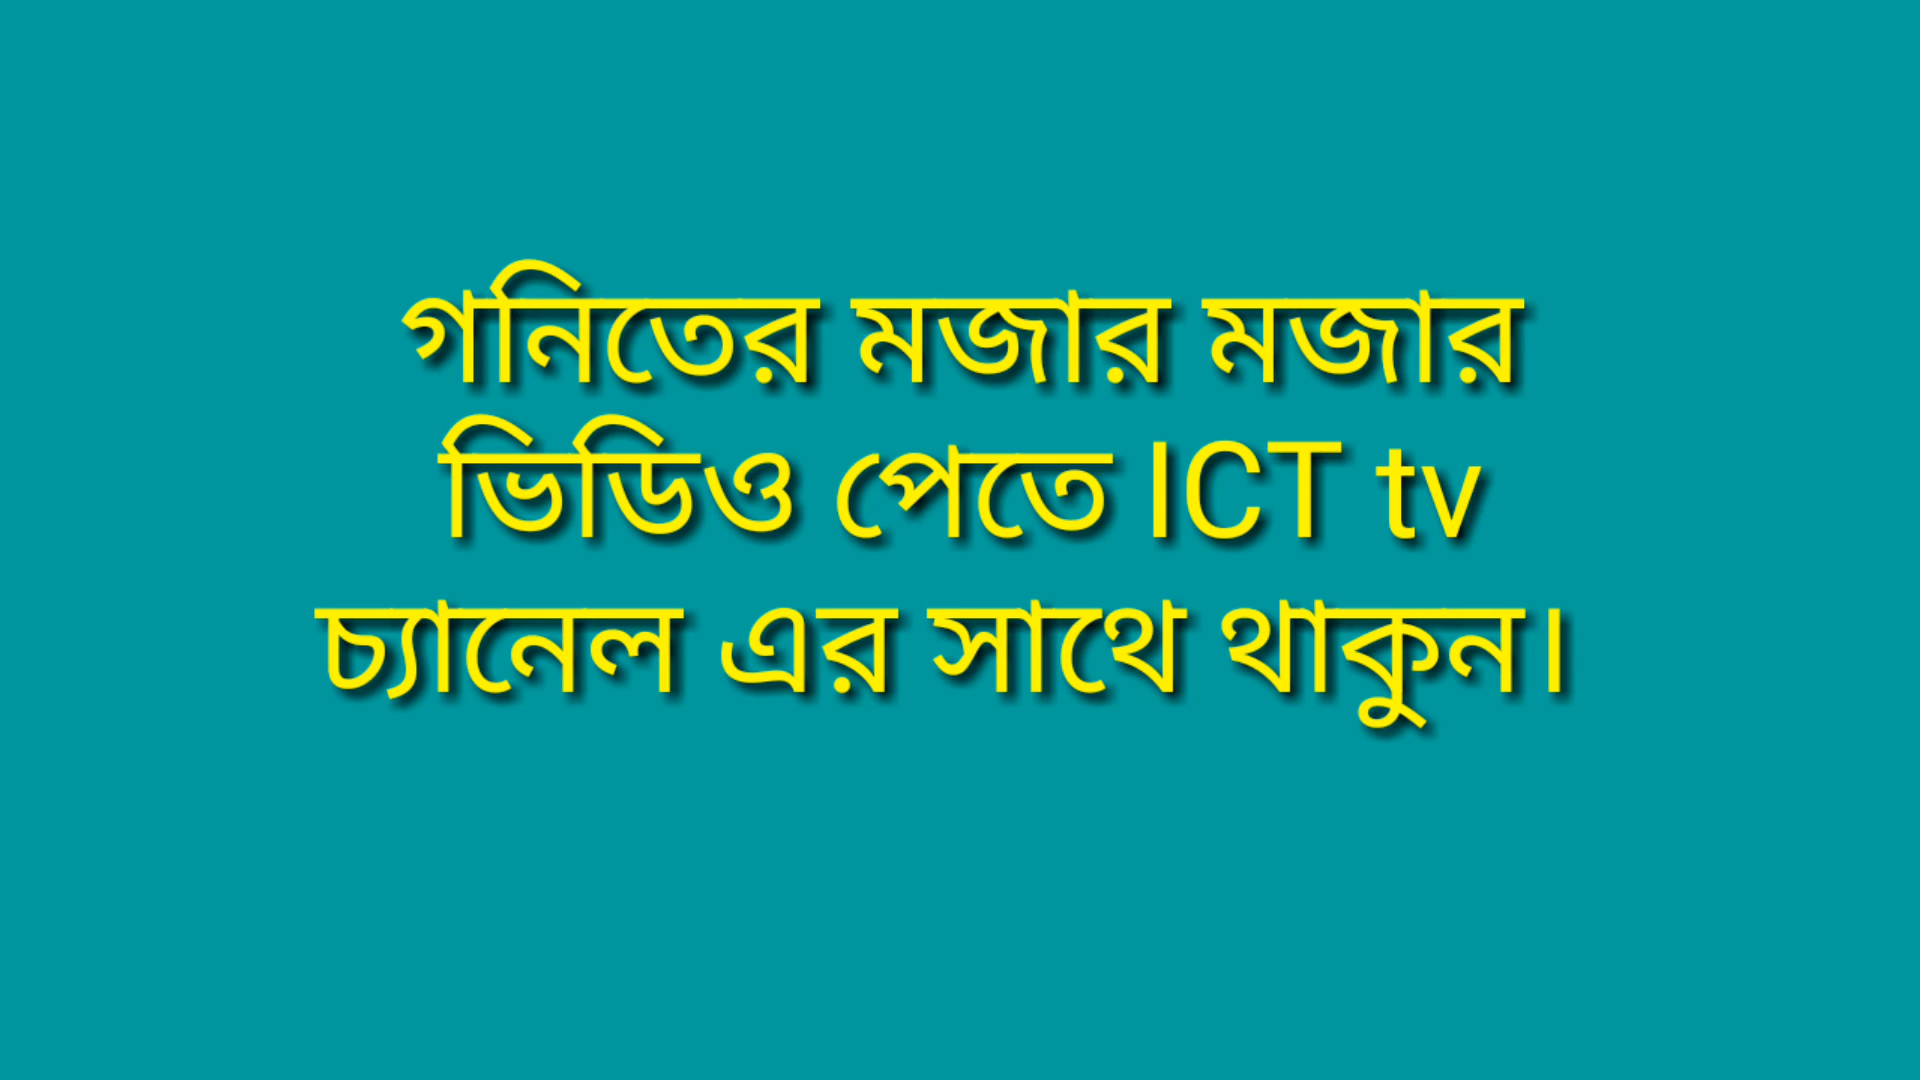 গনিতের মজার মজার
ভিডিও পেতে ICT tv
চ্যানেল এর সাথে থাকুন।